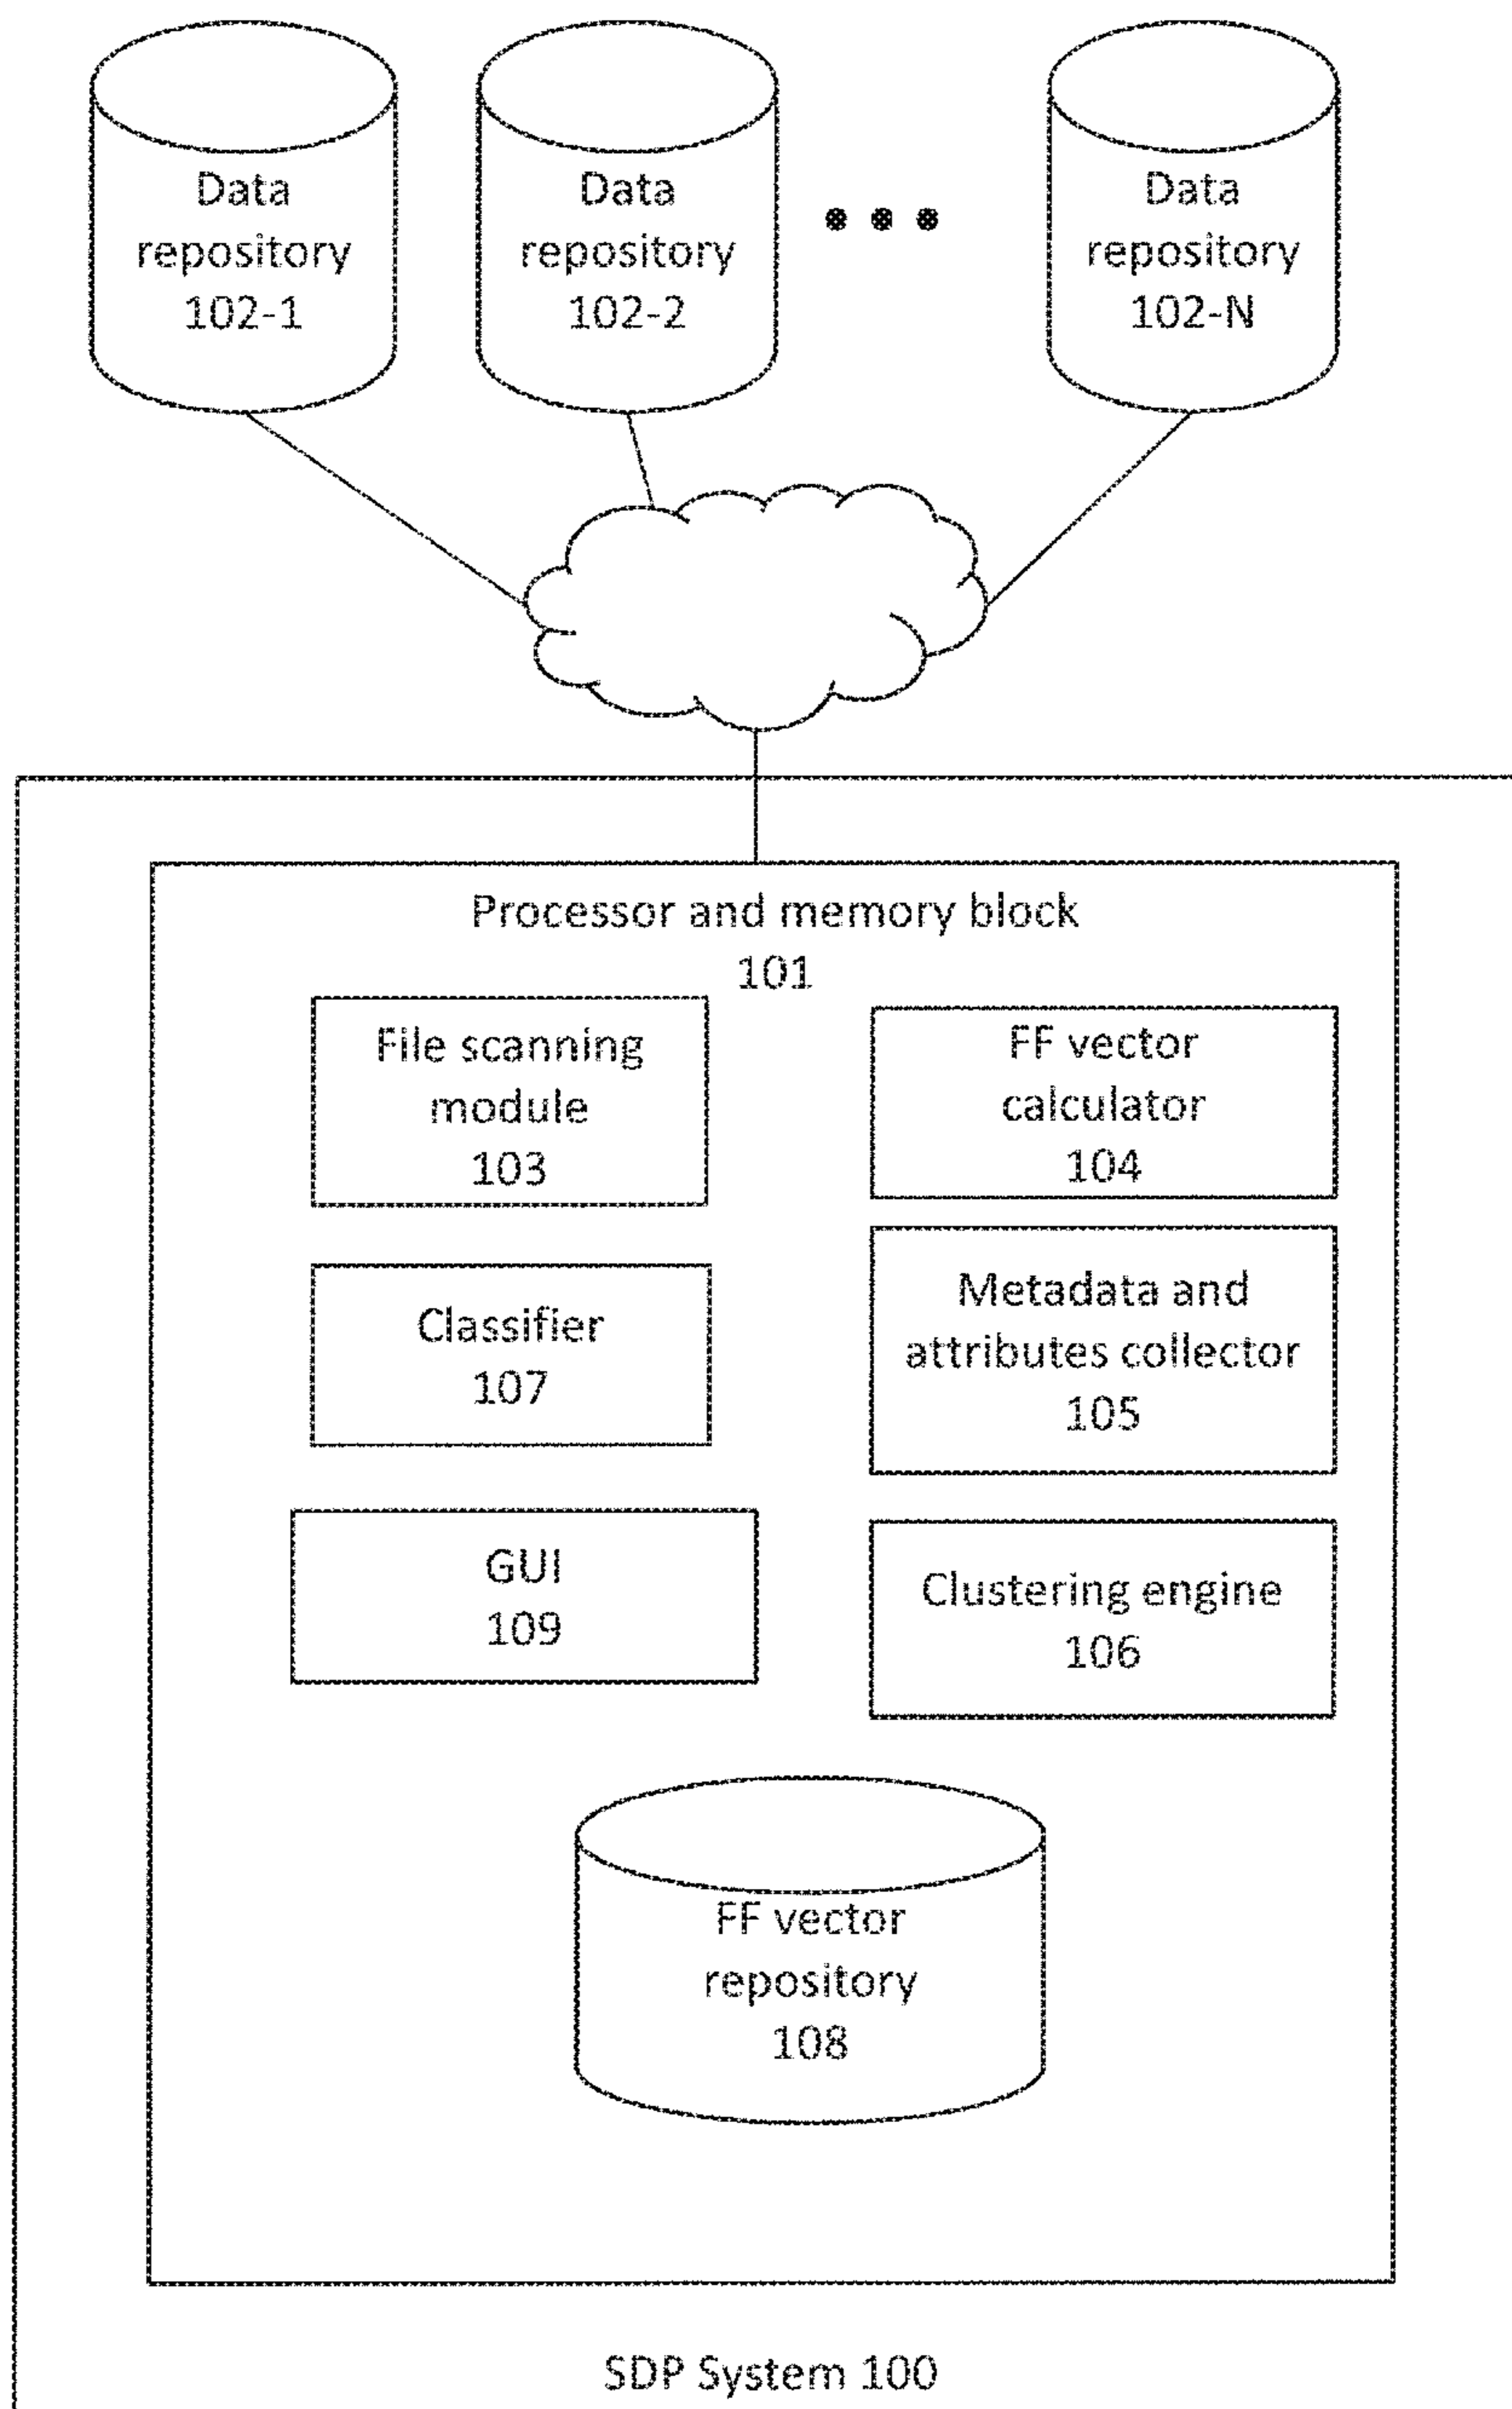 Data
repository
102-1
Data
repository
102-2
Data
repository
102-N
Processor and memory block
101
File scanning
module
103
FF vector
calculator
104
Classifier
107
Metadata and
attributes collector
105
GUI
109
Clustering engine
106
FF vector
repository
108
SDP System 100